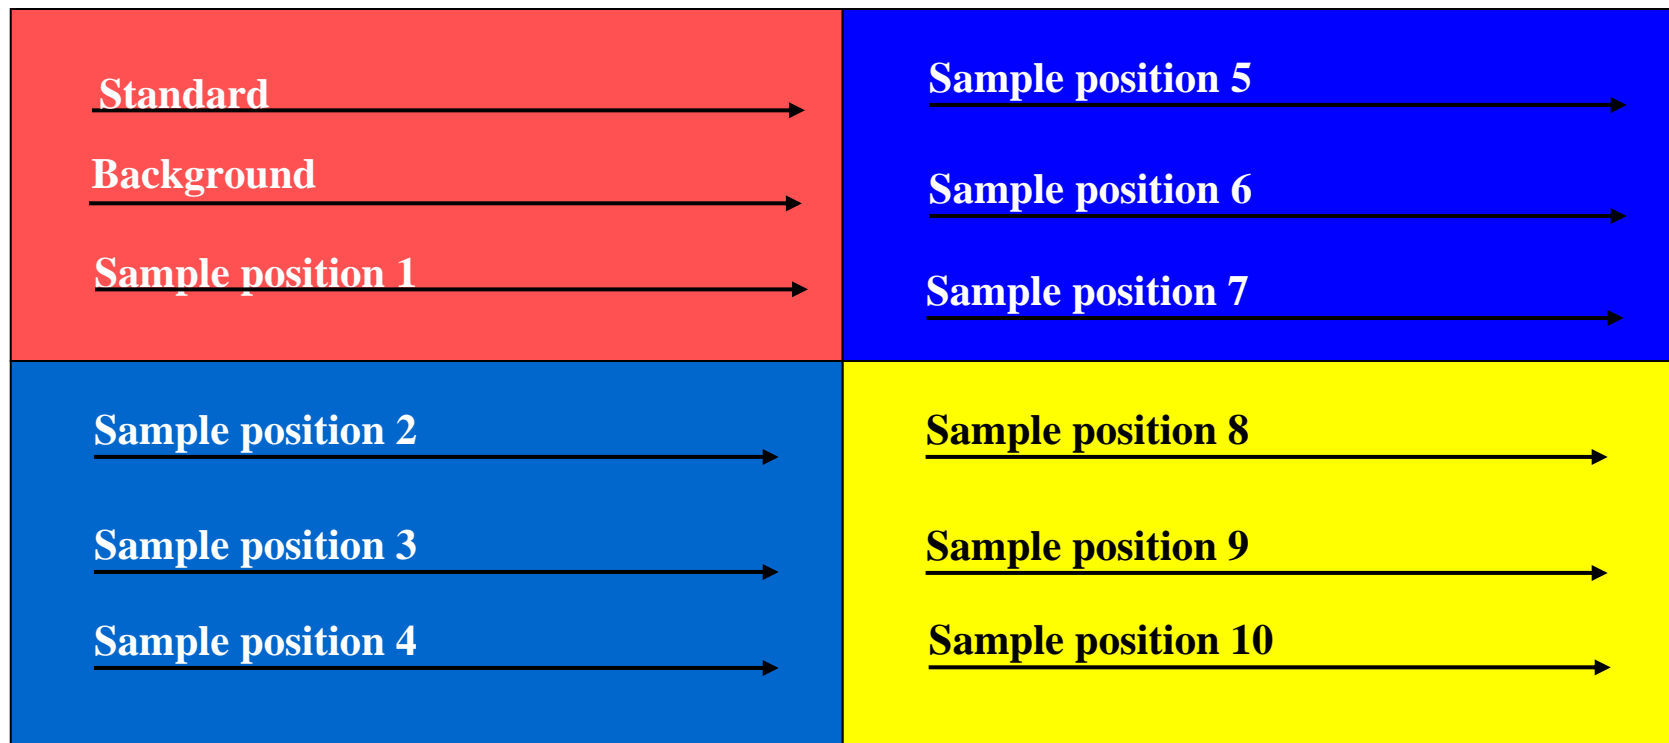 Standard
Background
Sample position 1
Sample position 2
Sample position 3
Sample position 4
Sample position 5
Sample position 6
Sample position 7
Sample position 8
Sample position 9
Sample position 10